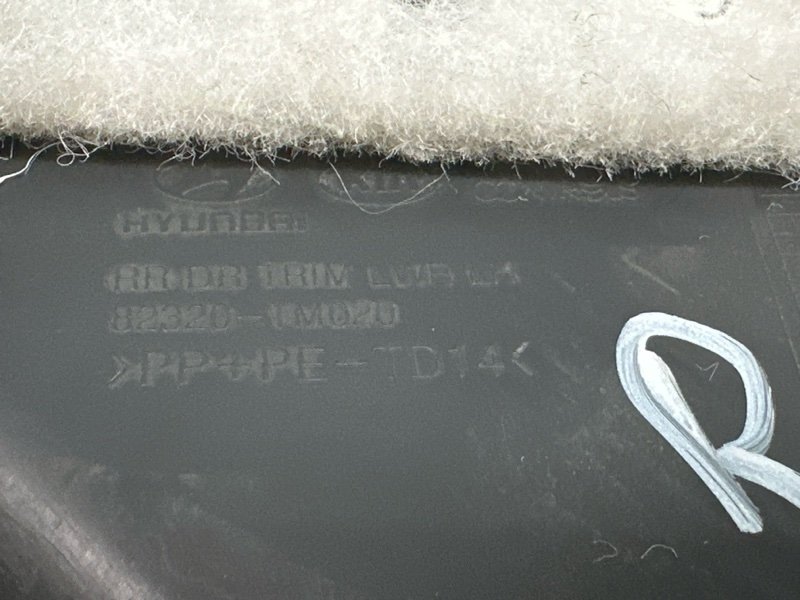 HYUNDAI
RR DR TRIM LWR LH
82320-1M020
>PP+PE-TD14<
R